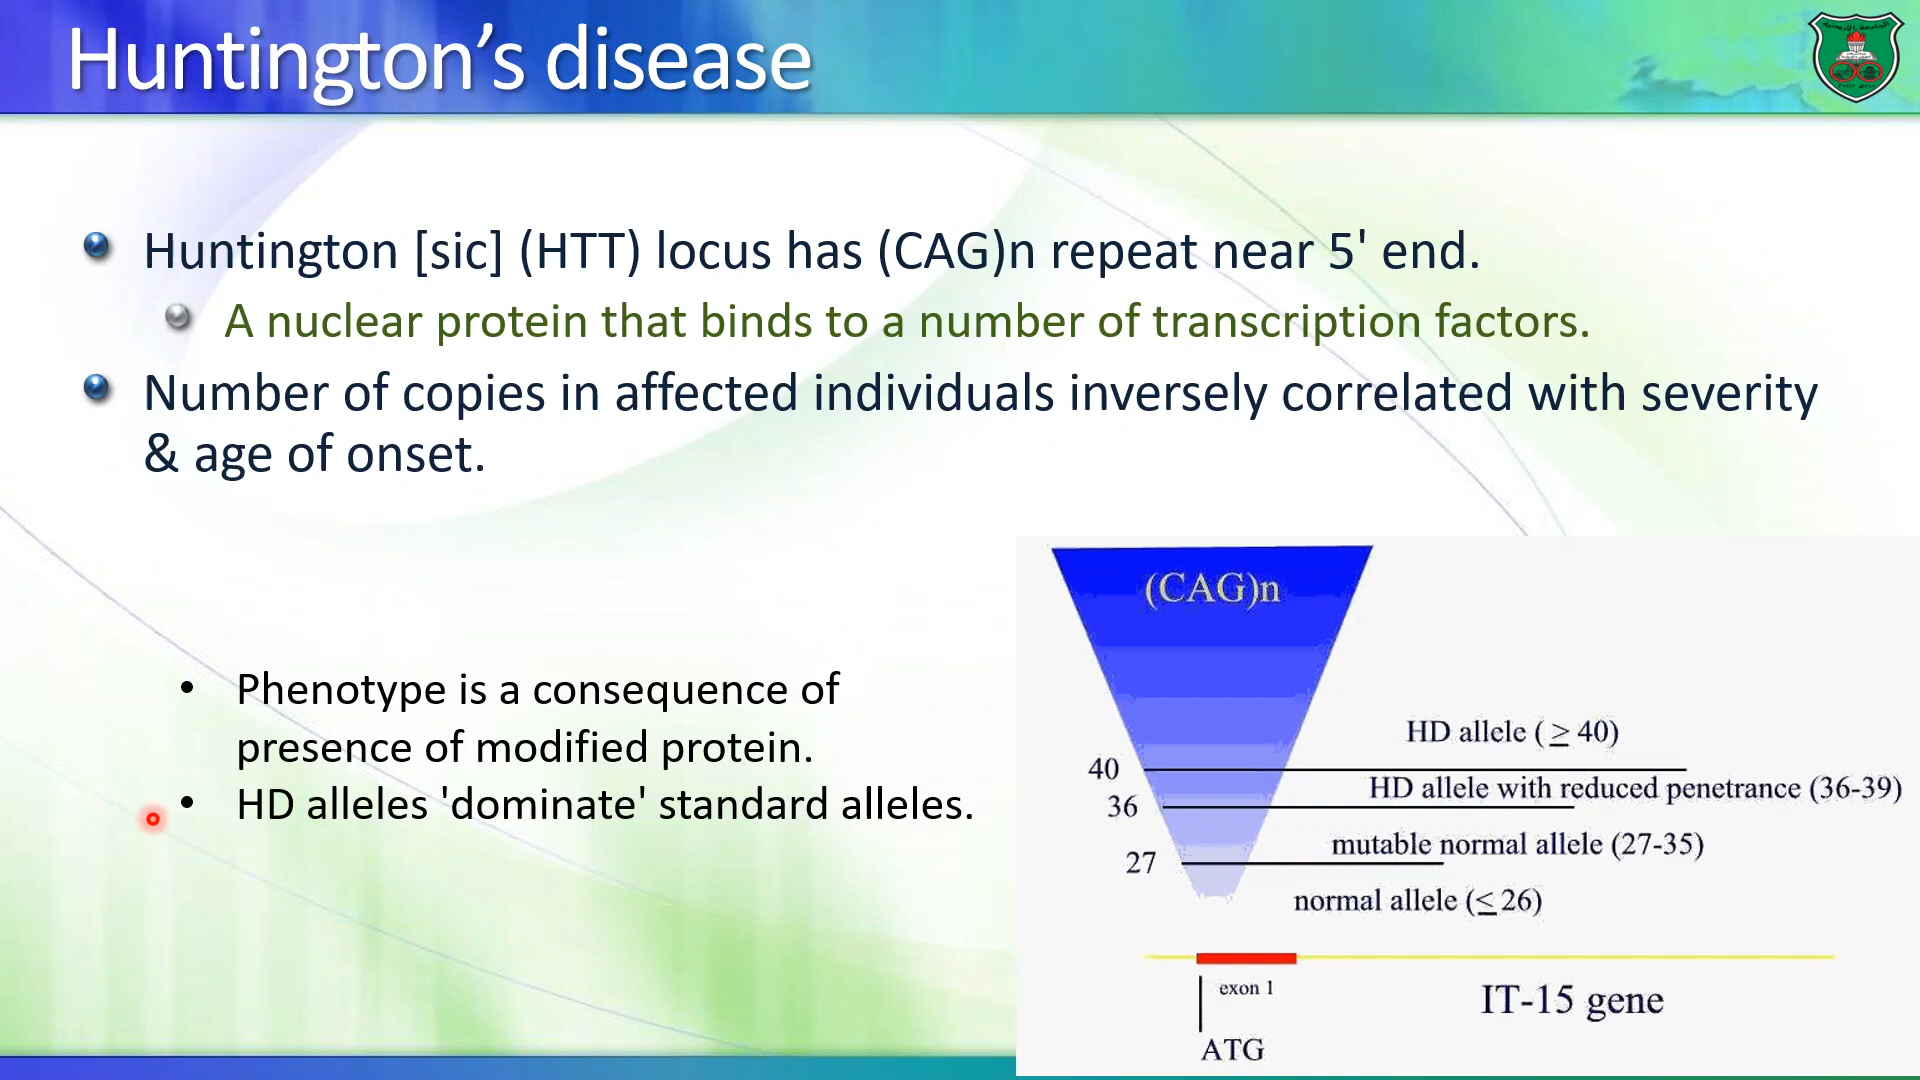 Huntington’s disease
Huntington [sic] (HTT) locus has (CAG)n repeat near 5' end.
A nuclear protein that binds to a number of transcription factors.
Number of copies in affected individuals inversely correlated with severity
& age of onset.
Phenotype is a consequence of
presence of modified protein.
HD alleles 'dominate' standard alleles.
(CAG)n
HD allele ( ≥ 40)
40
HD allele with reduced penetrance (36-39)
36
mutable normal allele (27-35)
27
normal allele (≤ 26)
exon 1
IT-15 gene
ATG